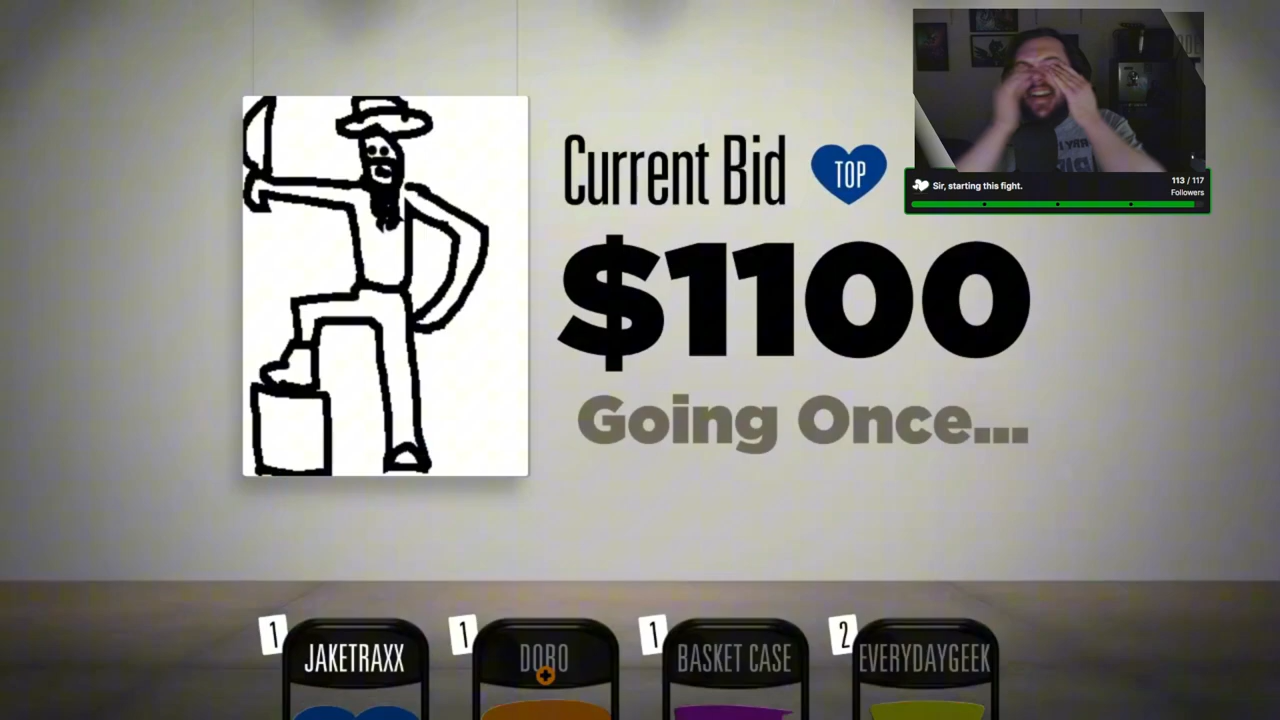 Current Bid
TOP
$1100
Going Once...
Sir, starting this fight.
113 / 117
Followers
1
JAKETRAXX
1
DOBO
1
BASKET CASE
2
EVERYDAYGEEK